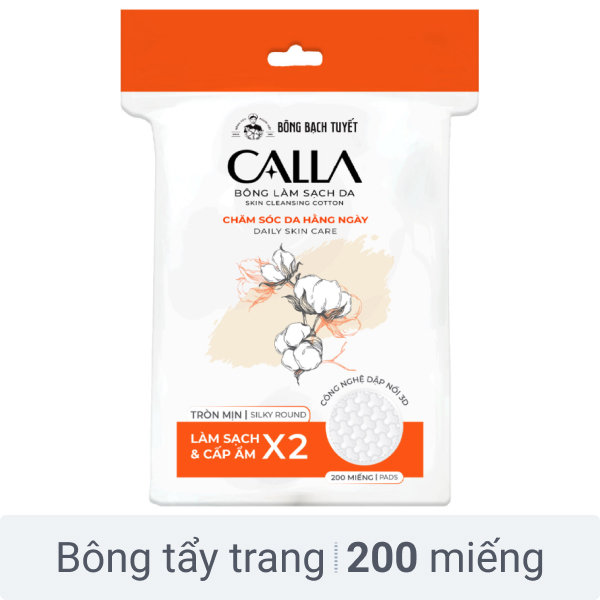 BÔNG BẠCH TUYẾT
CALLA
BÔNG LÀM SẠCH DA
SKIN CLEANSING COTTON
CHĂM SÓC DA HẰNG NGÀY
DAILY SKIN CARE
CÔNG NGHỆ DẬP NỔI 3D
TRÒN MỊN | SILKY ROUND
LÀM SẠCH
& CẤP ẨM X2
200 MIẾNG | PADS
Bông tẩy trang 200 miếng